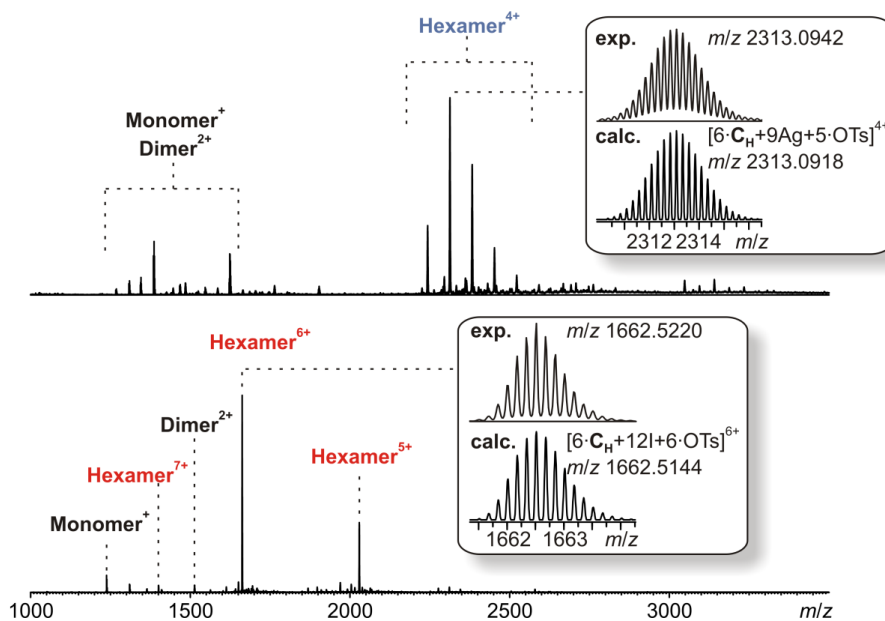 Hexamer4+
exp. m/z 2313.0942
Monomer+
Dimer2+
calc. [6·CH+9Ag+5·OTs]4+
m/z 2313.0918
2312 2314 m/z
Hexamer6+
exp. m/z 1662.5220
Dimer2+
Hexamer7+
Hexamer5+
calc. [6·CH+12I+6·OTs]6+
m/z 1662.5144
Monomer+
1662 1663 m/z
1000 1500 2000 2500 3000 m/z